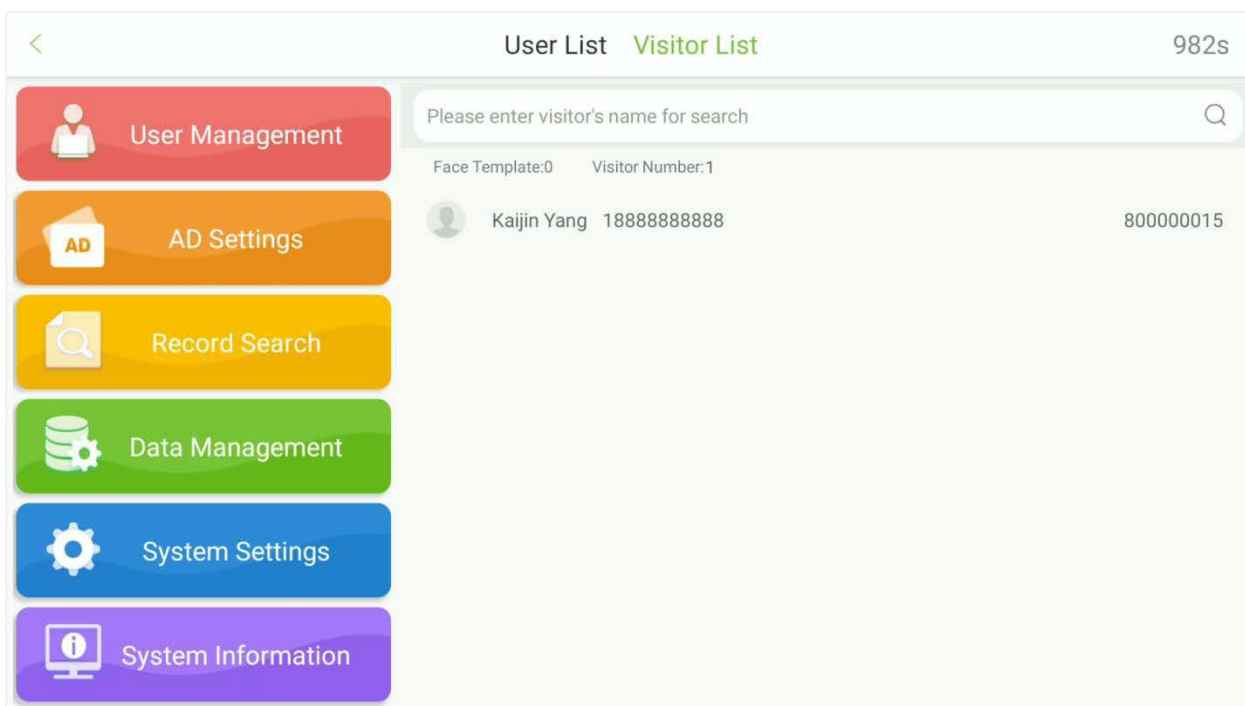 User List Visitor List 982s
User Management
AD AD Settings
Record Search
Data Management
System Settings
System Information
Please enter visitor's name for search
Face Template:0 Visitor Number:1
Kaijin Yang 18888888888 800000015